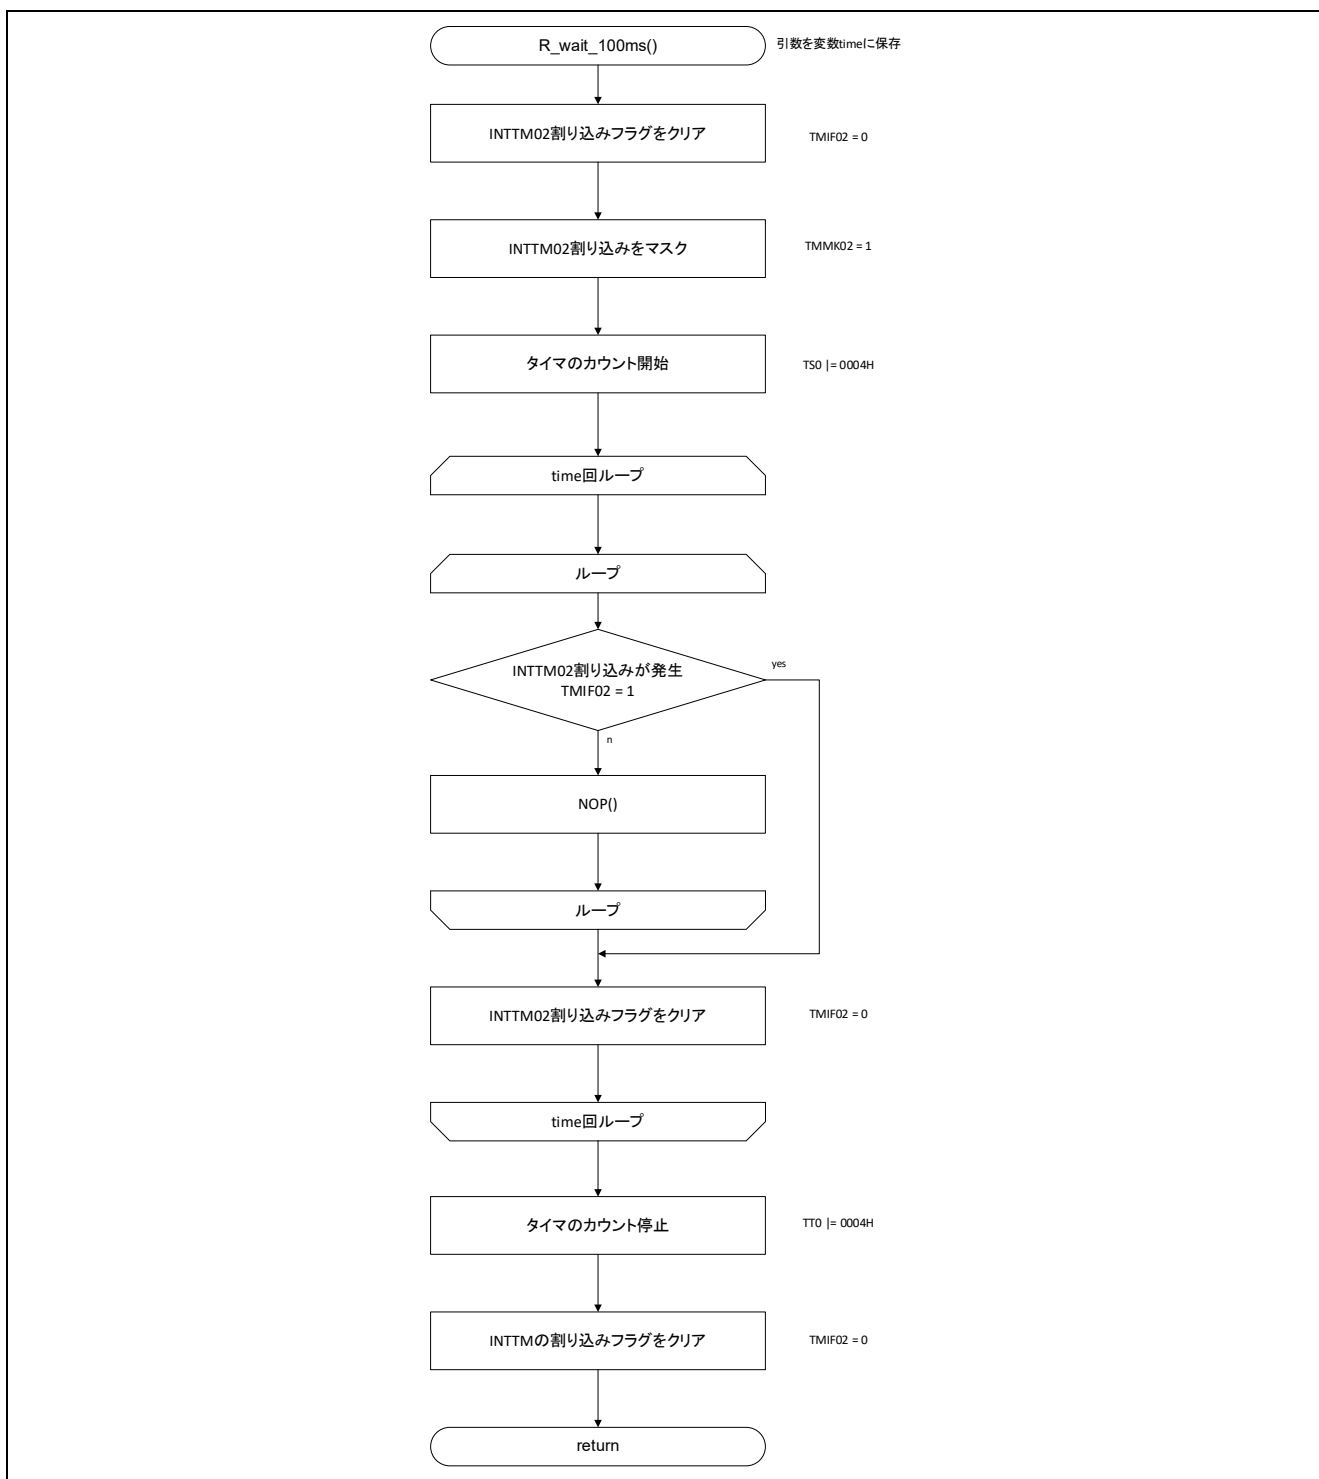 R_wait_100ms()
引数を変数timeに保存
INTTM02割り込みフラグをクリア
TMIF02 = 0
INTTM02割り込みをマスク
TMMK02 = 1
タイマのカウント開始
TS0 |= 0004H
time回ループ
ループ
INTTM02割り込みが発生
TMIF02 = 1
yes
n
NOP()
ループ
INTTM02割り込みフラグをクリア
TMIF02 = 0
time回ループ
タイマのカウント停止
TT0 |= 0004H
INTTMの割り込みフラグをクリア
TMIF02 = 0
return